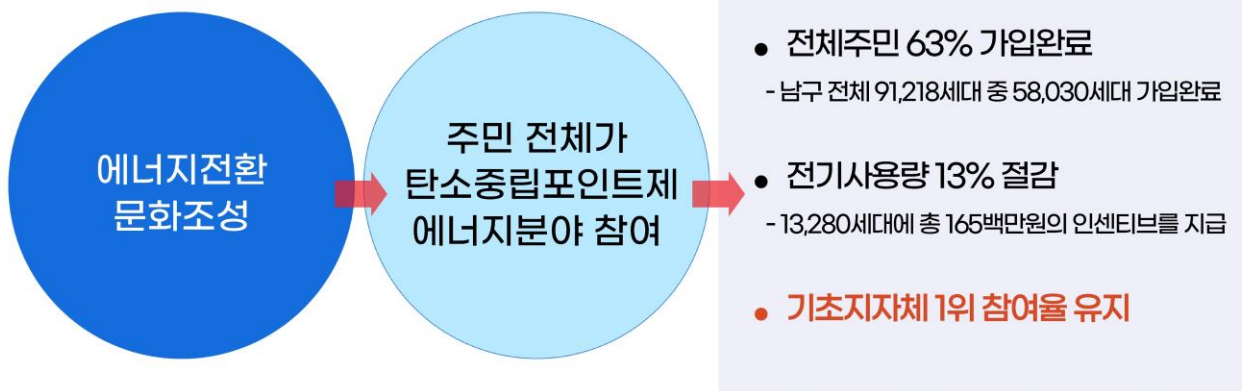 에너지전환
문화조성
주민 전체가
탄소중립포인트제
에너지분야 참여
• 전체주민 63% 가입완료
- 남구 전체 91,218세대 중 58,030세대 가입완료
• 전기사용량 13% 절감
- 13,280세대에 총 165백만원의 인센티브를 지급
• 기초지자체 1위 참여율 유지